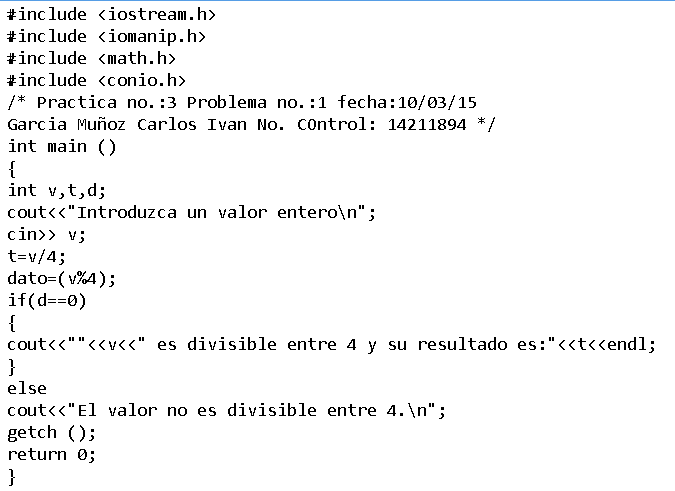 #include <iostream.h>
#include <iomanip.h>
#include <math.h>
#include <conio.h>
/* Practica no.:3 Problema no.:1 fecha:10/03/15
Garcia Muñoz Carlos Ivan No. COntrol: 14211894 */
int main ()
{
int v,t,d;
cout<<"Introduzca un valor entero\n";
cin>> v;
t=v/4;
dato=(v%4);
if(d==0)
{
cout<<""<<v<<" es divisible entre 4 y su resultado es:"<<t<<endl;
}
else
cout<<"El valor no es divisible entre 4.\n";
getch ();
return 0;
}